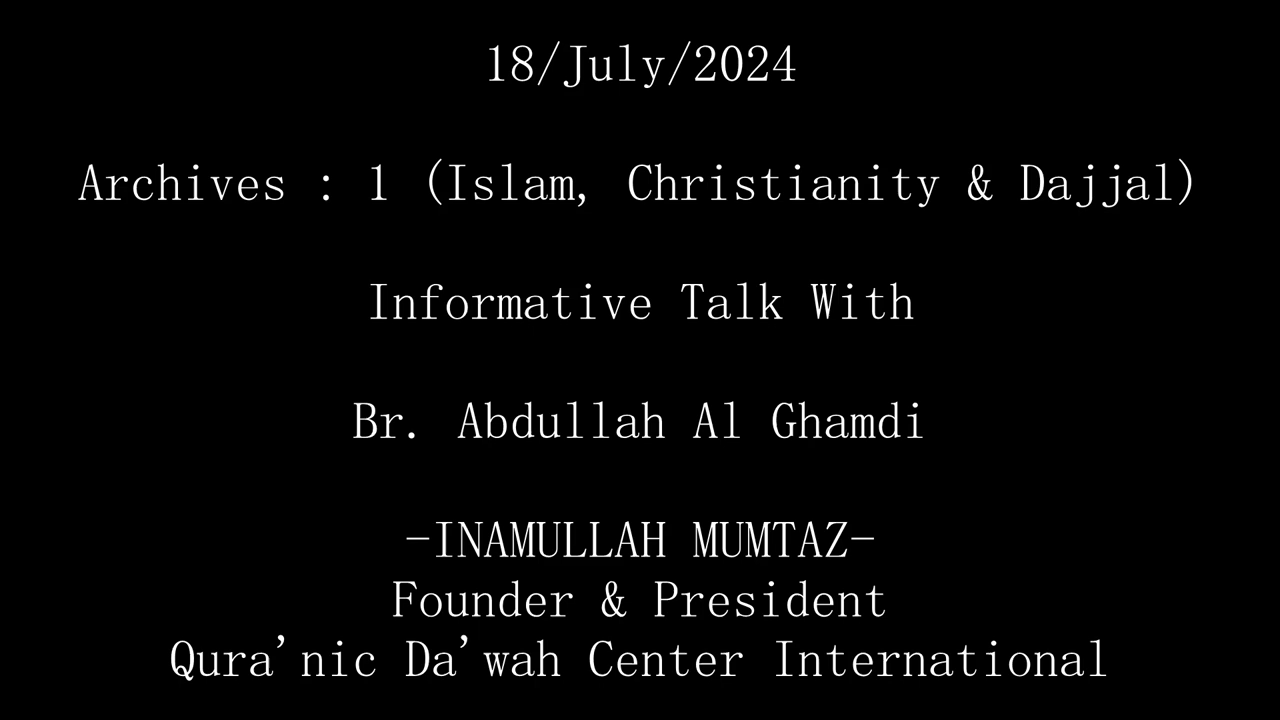 18/July/2024
Archives : 1 (Islam, Christianity & Dajjal)
Informative Talk With
Br. Abdullah Al Ghamdi
-INAMULLAH MUMTAZ-
Founder & President
Qura'nic Da'wah Center International